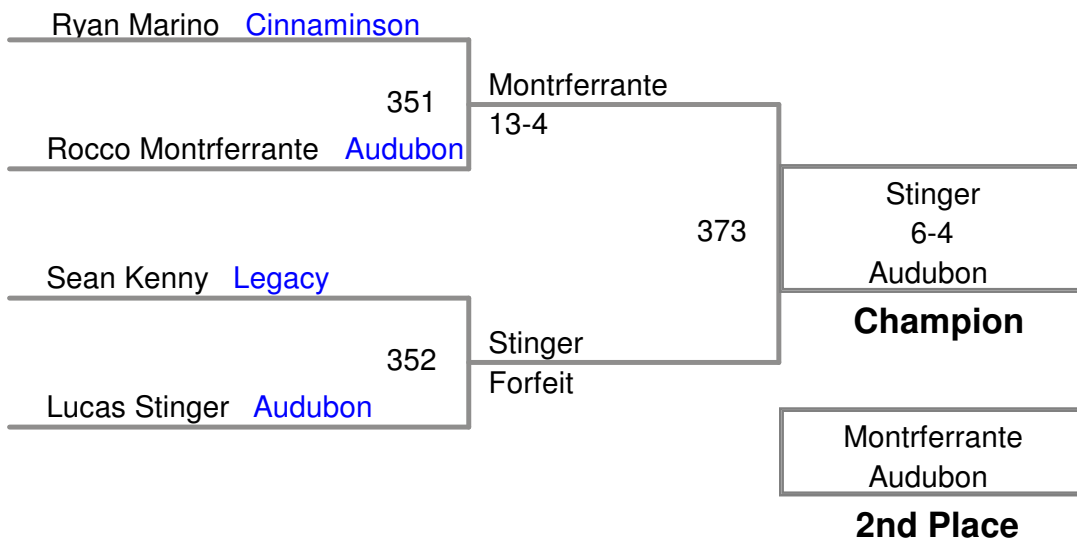 Ryan Marino Cinnaminson
351
Montrferrante
13-4
Rocco Montrferrante Audubon
373
Stinger
6-4
Audubon
Champion
Sean Kenny Legacy
352
Stinger
Forfeit
Lucas Stinger Audubon
Montrferrante
Audubon
2nd Place